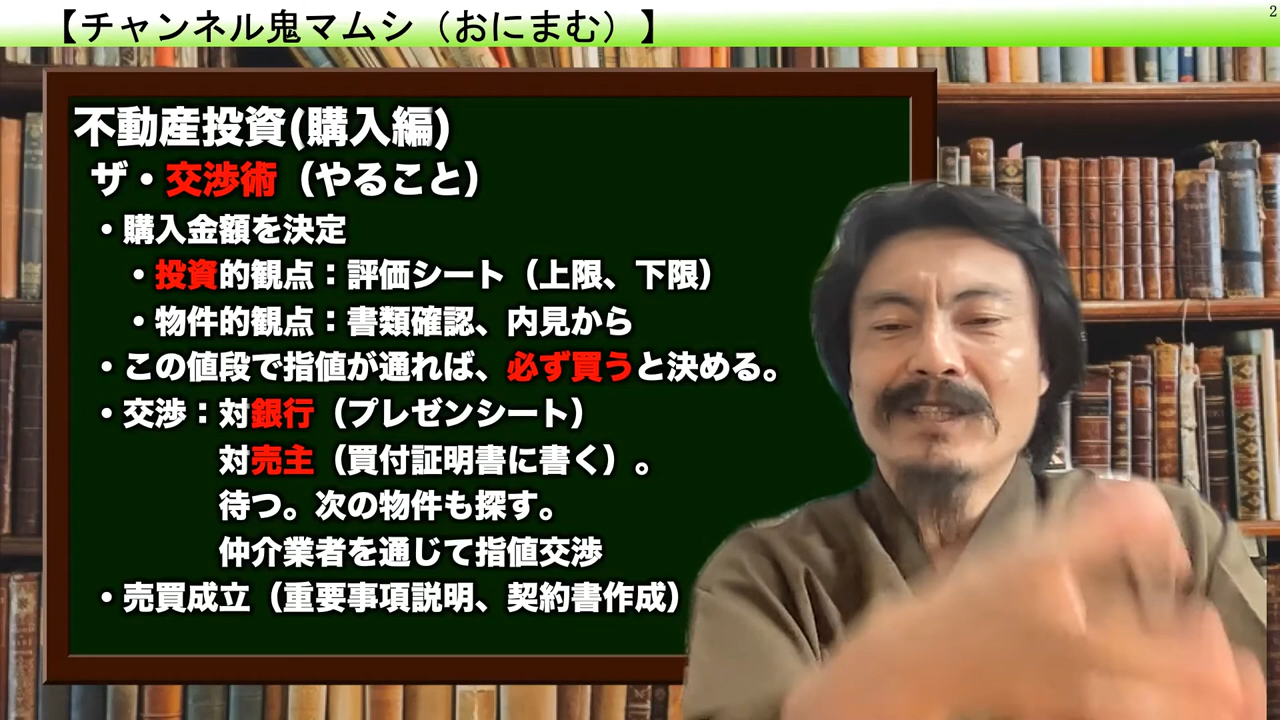 【チャンネル鬼マムシ（おにまむ）】
2
不動産投資(購入編)
ザ・交渉術（やること）
・購入金額を決定
・投資的観点：評価シート（上限、下限）
・物件的観点：書類確認、内見から
・この値段で指値が通れば、必ず買うと決める。
・交渉：対銀行（プレゼンシート）
対売主（買付証明書に書く）。
待つ。次の物件も探す。
仲介業者を通じて指値交渉
・売買成立（重要事項説明、契約書作成）